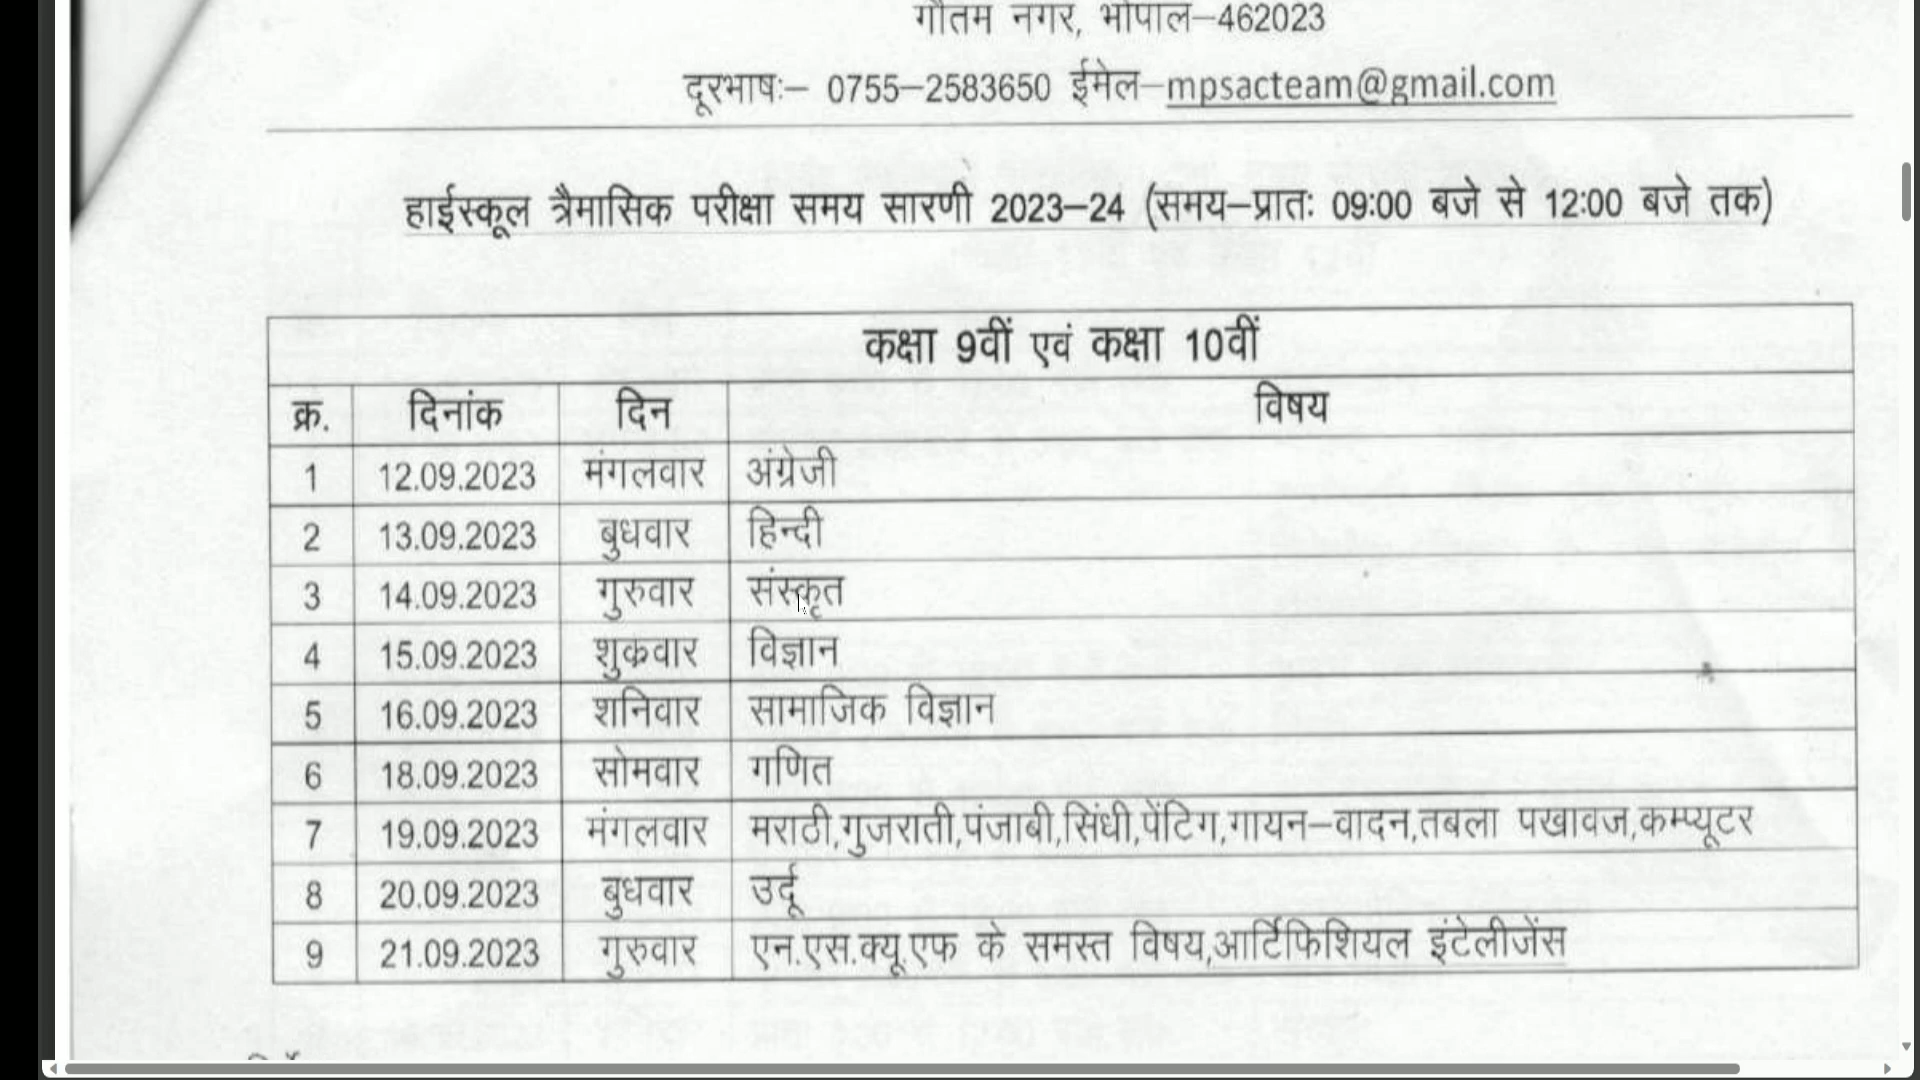 गौतम नगर, भोपाल–462023
दूरभाषः– 0755–2583650 ईमेल–mpsacteam@gmail.com
हाईस्कूल त्रैमासिक परीक्षा समय सारणी 2023–24 (समय–प्रातः 09:00 बजे से 12:00 बजे तक)
कक्षा 9वीं एवं कक्षा 10वीं
क्र. दिनांक दिन विषय
1 12.09.2023 मंगलवार अंग्रेजी
2 13.09.2023 बुधवार हिन्दी
3 14.09.2023 गुरुवार संस्कृत
4 15.09.2023 शुक्रवार विज्ञान
5 16.09.2023 शनिवार सामाजिक विज्ञान
6 18.09.2023 सोमवार गणित
7 19.09.2023 मंगलवार मराठी,गुजराती,पंजाबी,सिंधी,पेंटिग,गायन–वादन,तबला पखावज,कम्प्यूटर
8 20.09.2023 बुधवार उर्दू
9 21.09.2023 गुरुवार एन.एस.क्यू.एफ के समस्त विषय,आर्टिफिशियल इंटेलीजेंस